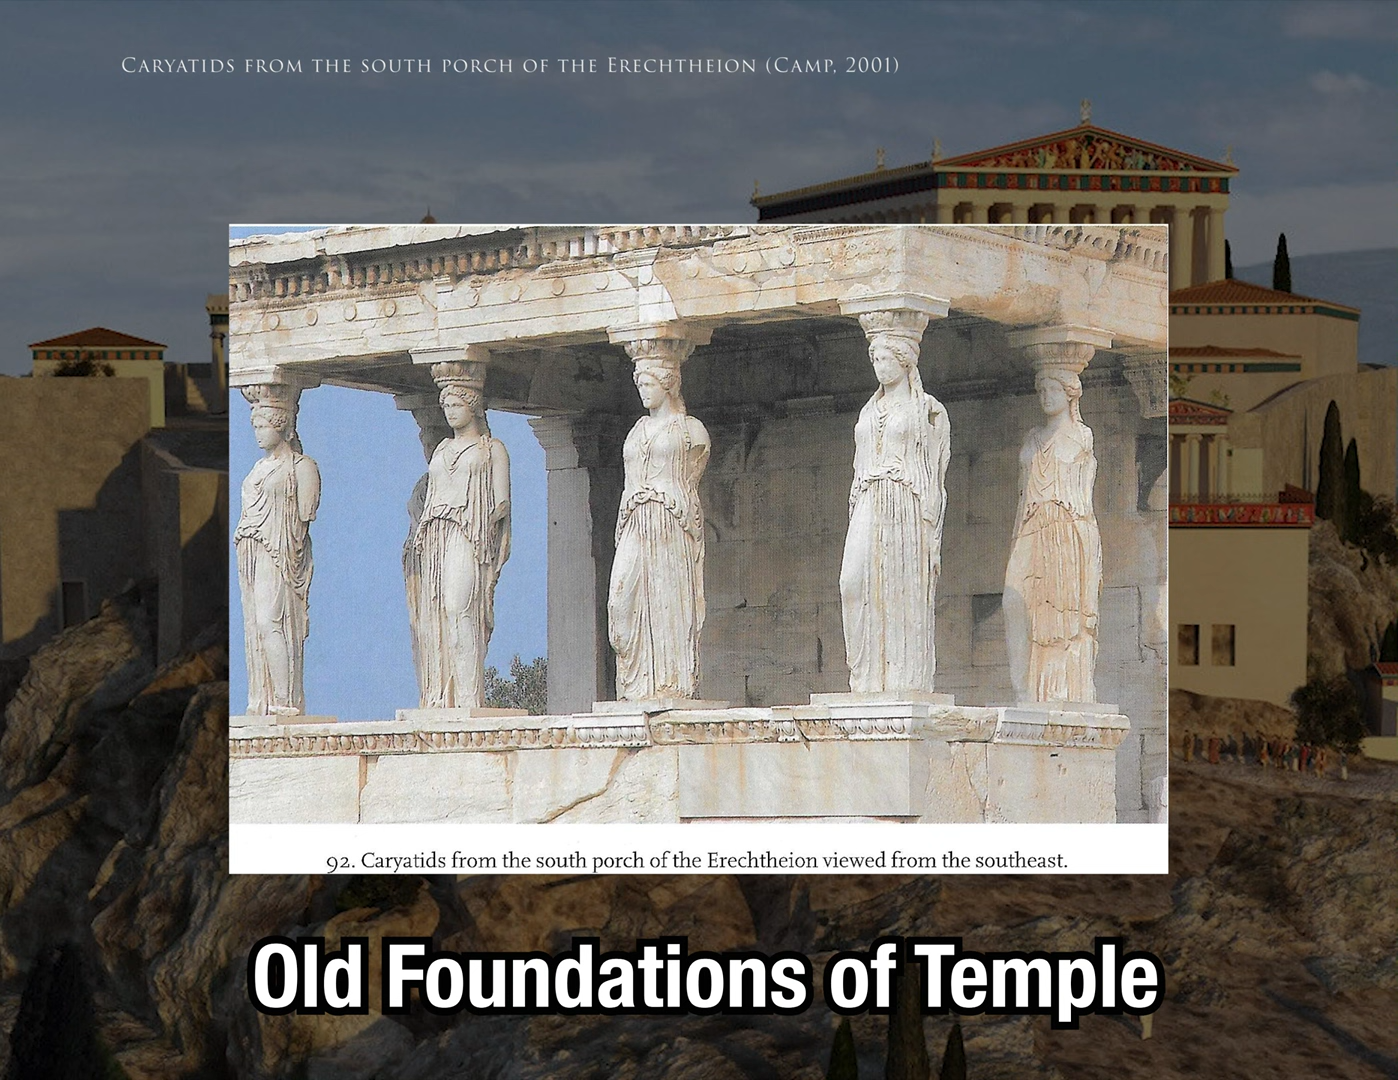 Caryatids from the south porch of the Erechtheion (Camp, 2001)
92. Caryatids from the south porch of the Erechtheion viewed from the southeast.
Old Foundations of Temple